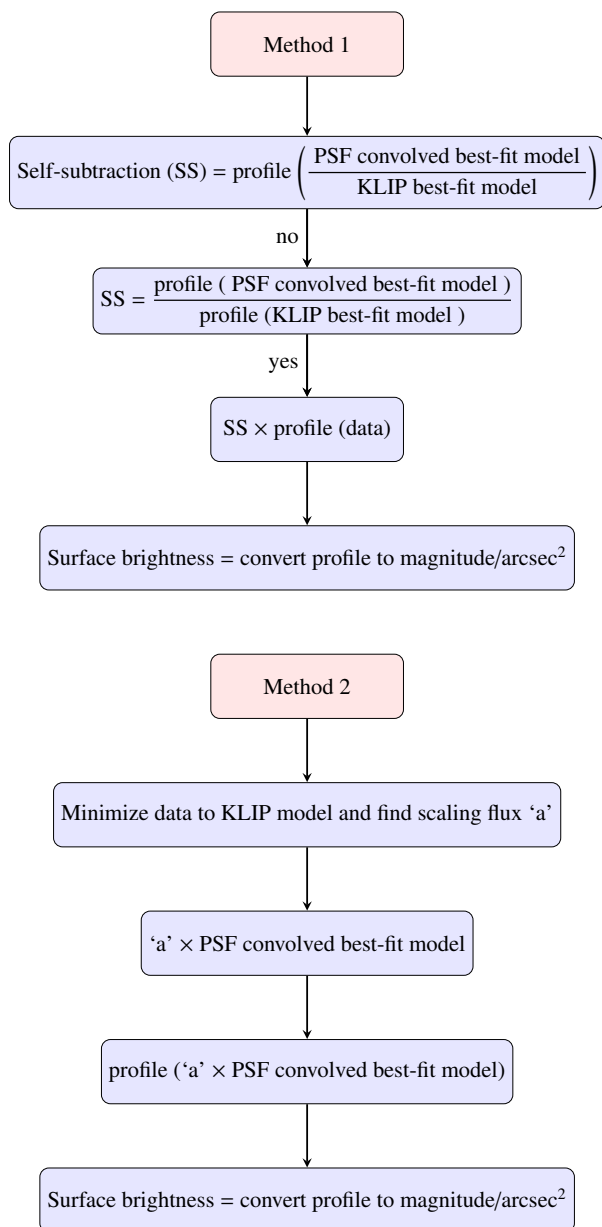 Method 1
Self-subtraction (SS) = profile ( PSF convolved best-fit model / KLIP best-fit model )
no
SS = profile ( PSF convolved best-fit model ) / profile (KLIP best-fit model )
yes
SS × profile (data)
Surface brightness = convert profile to magnitude/arcsec²
Method 2
Minimize data to KLIP model and find scaling flux ‘a’
‘a’ × PSF convolved best-fit model
profile (‘a’ × PSF convolved best-fit model)
Surface brightness = convert profile to magnitude/arcsec²